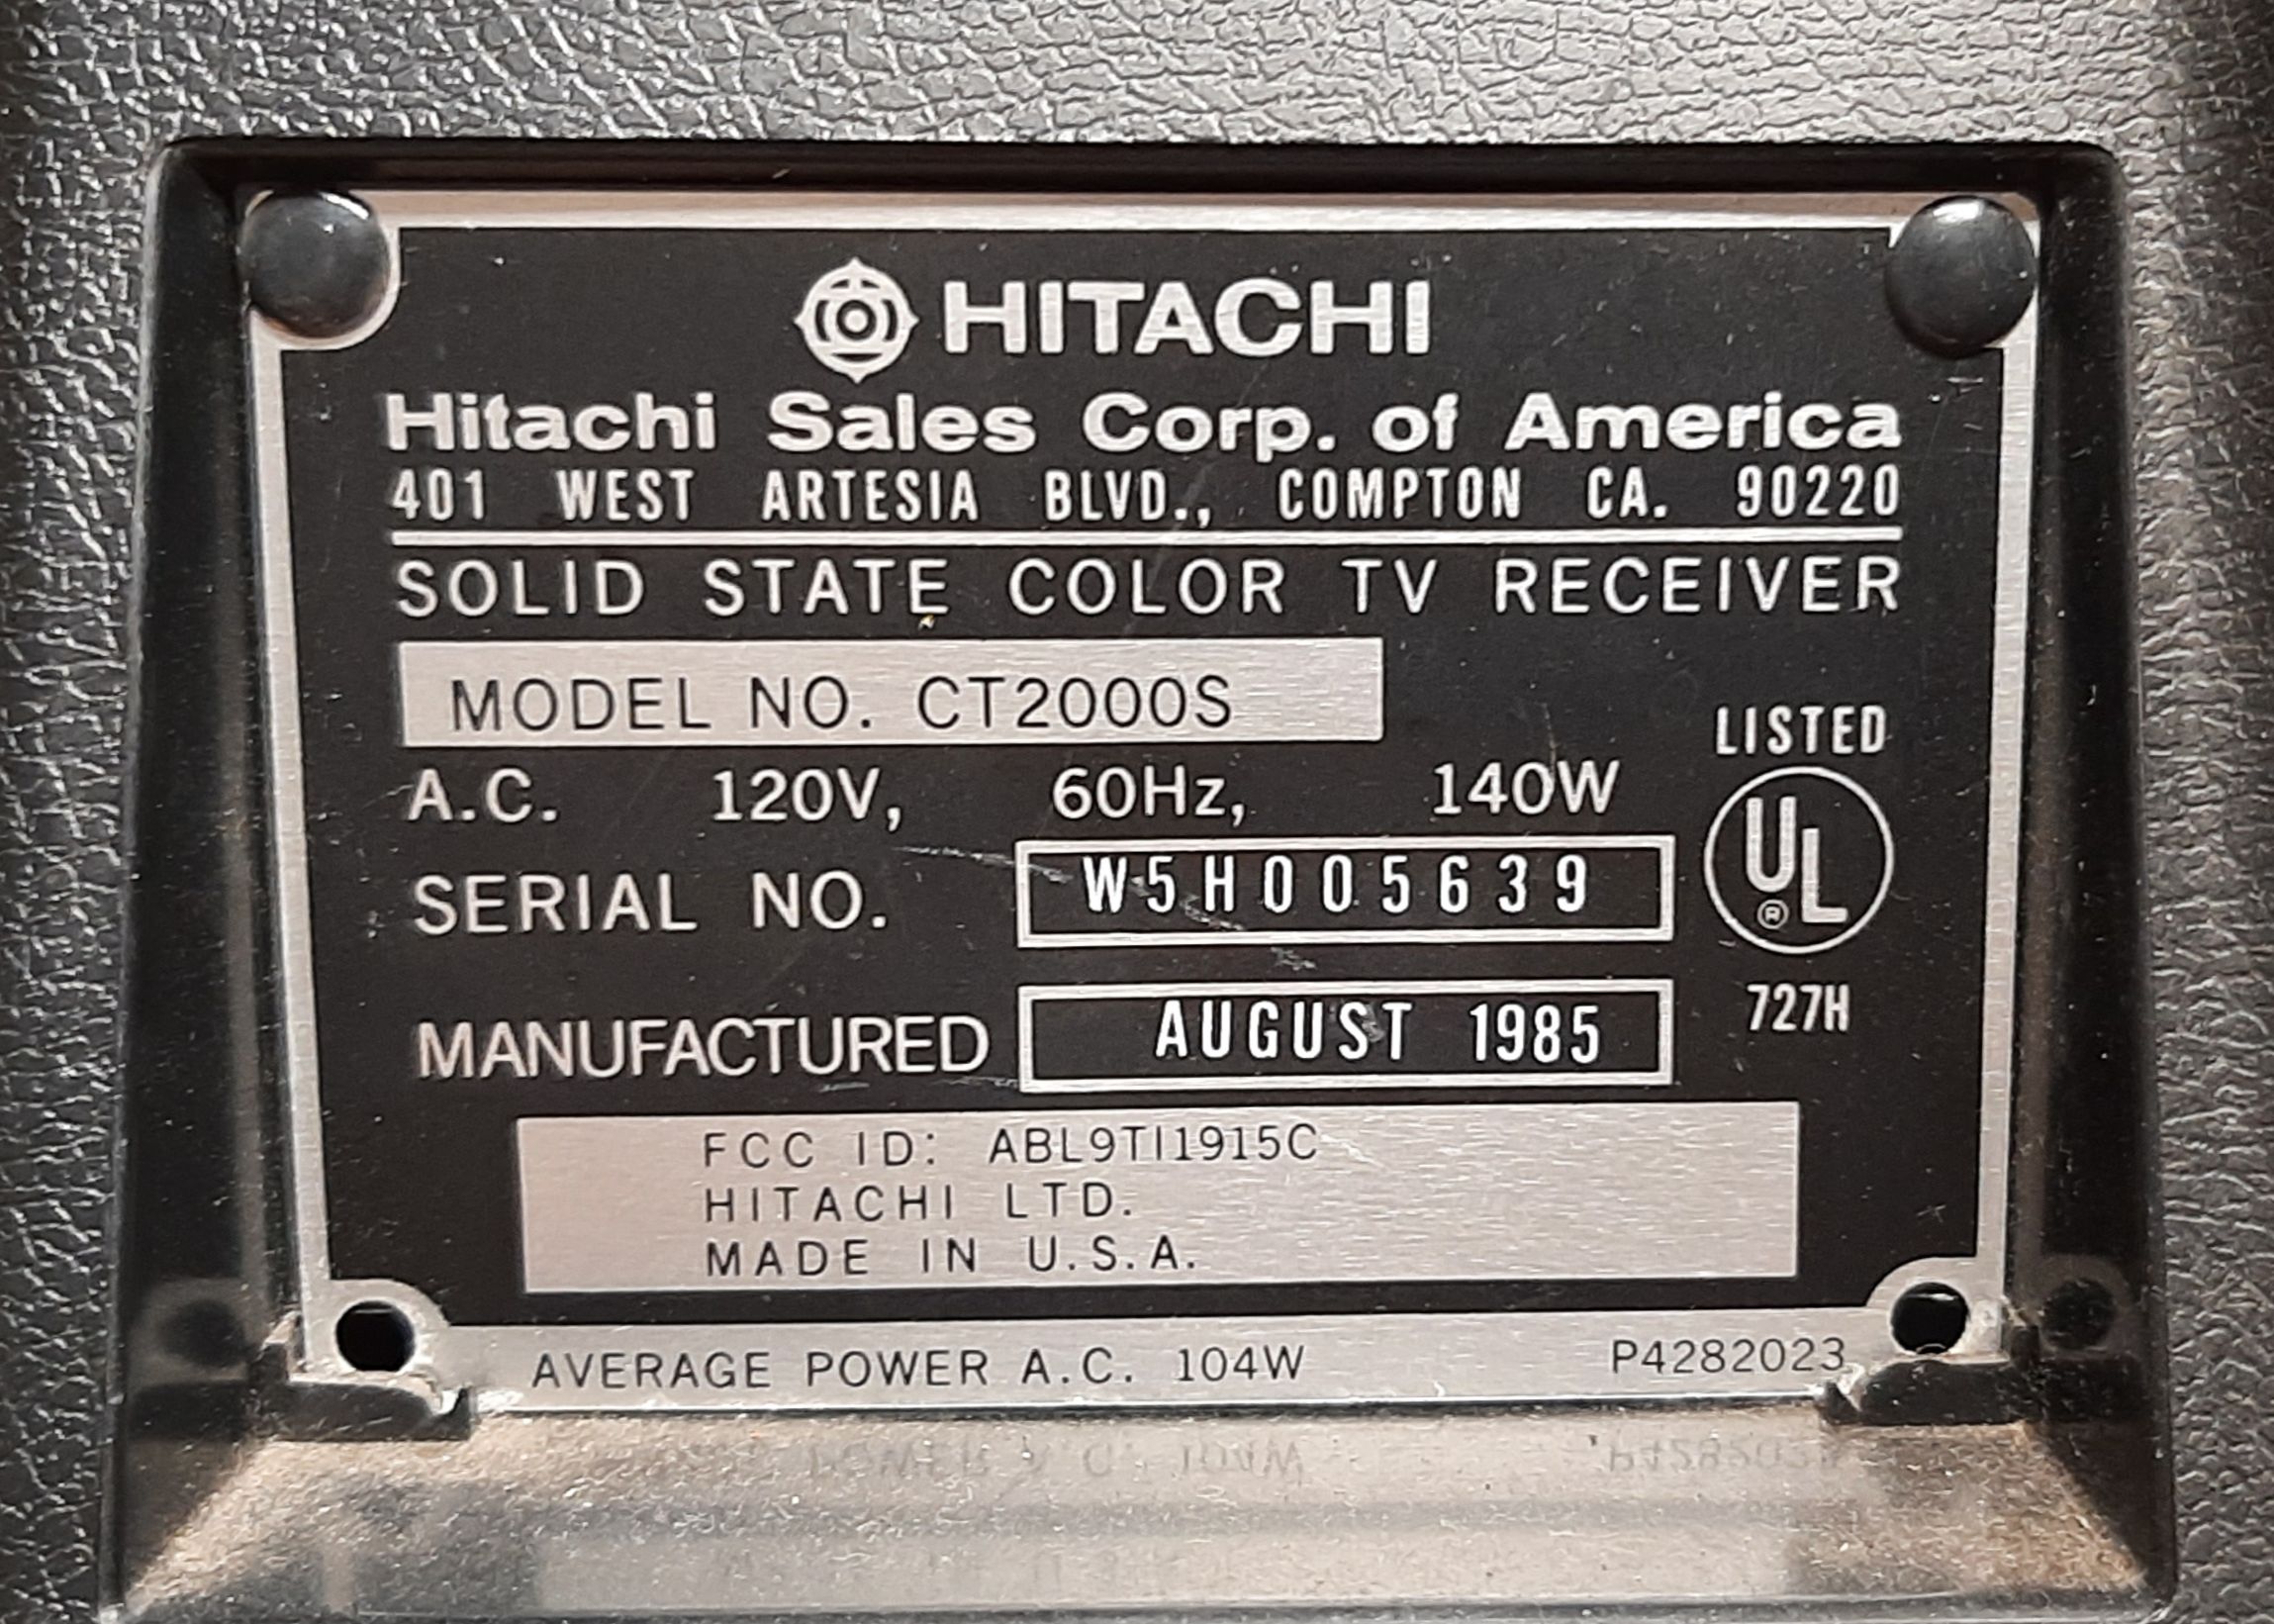 HITACHI
Hitachi Sales Corp. of America
401 WEST ARTESIA BLVD., COMPTON CA. 90220
SOLID STATE COLOR TV RECEIVER
MODEL NO. CT2000S
A.C. 120V, 60Hz, 140W
LISTED
UL
®
727H
SERIAL NO. W5H005639
MANUFACTURED AUGUST 1985
FCC ID: ABL9TI1915C
HITACHI LTD.
MADE IN U.S.A.
AVERAGE POWER A.C. 104W P4282023